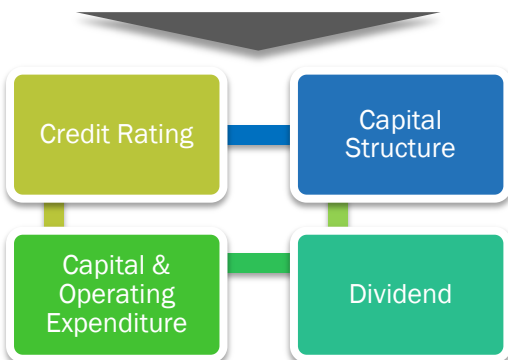 Credit Rating
Capital
Structure
Capital &
Operating
Expenditure
Dividend